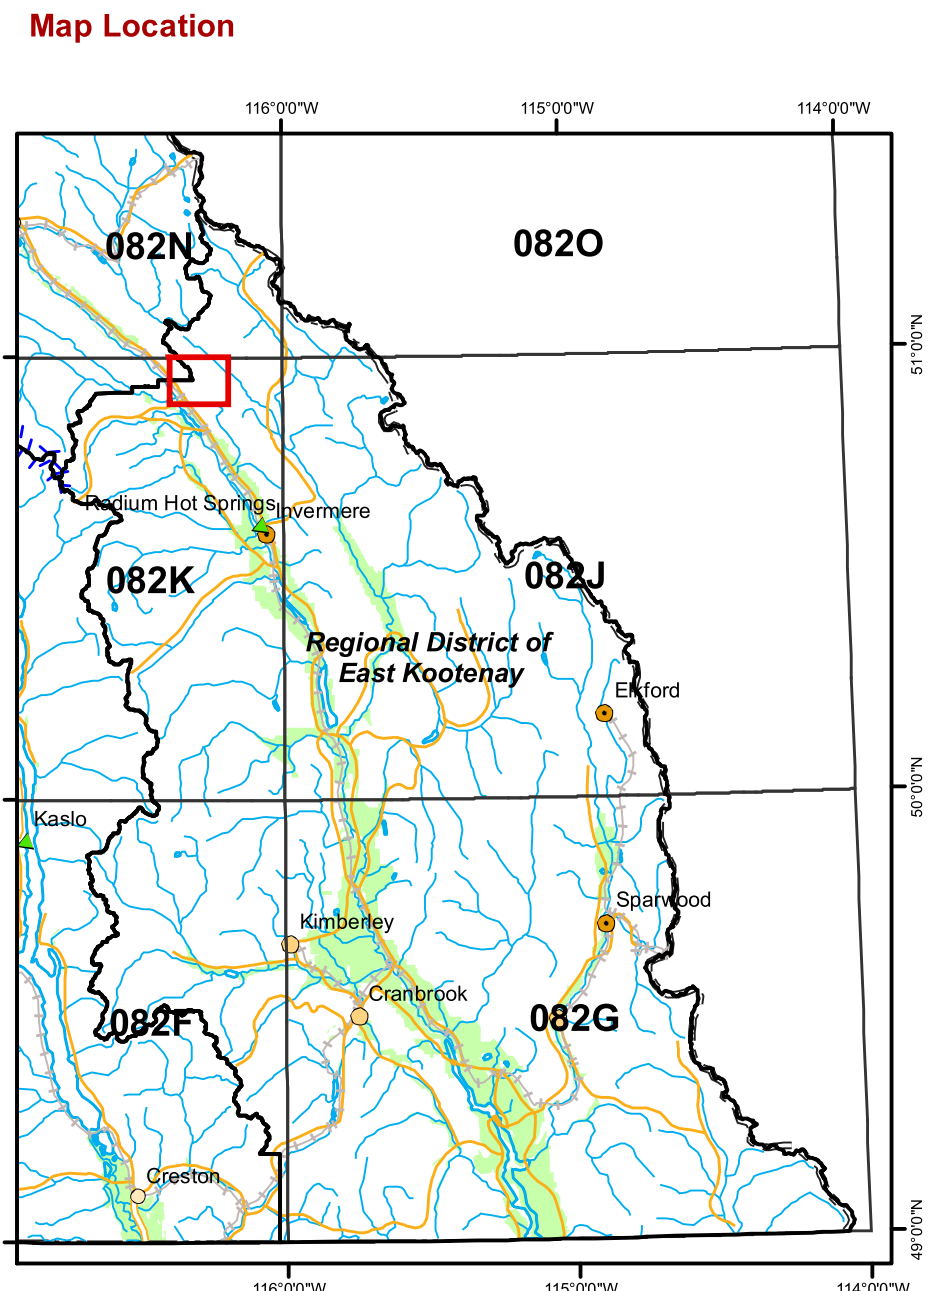 Map Location
116°0'0"W
115°0'0"W
114°0'0"W
082N
082O
51°0'0"N
Radium Hot Springs
Invermere
082K
082J
Regional District of
East Kootenay
Elkford
50°0'0"N
Kaslo
Sparwood
Kimberley
Cranbrook
082F
082G
Creston
49°0'0"N
116°0'0"W
115°0'0"W
114°0'0"W